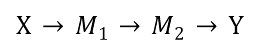 X → M₁ → M₂ → Y